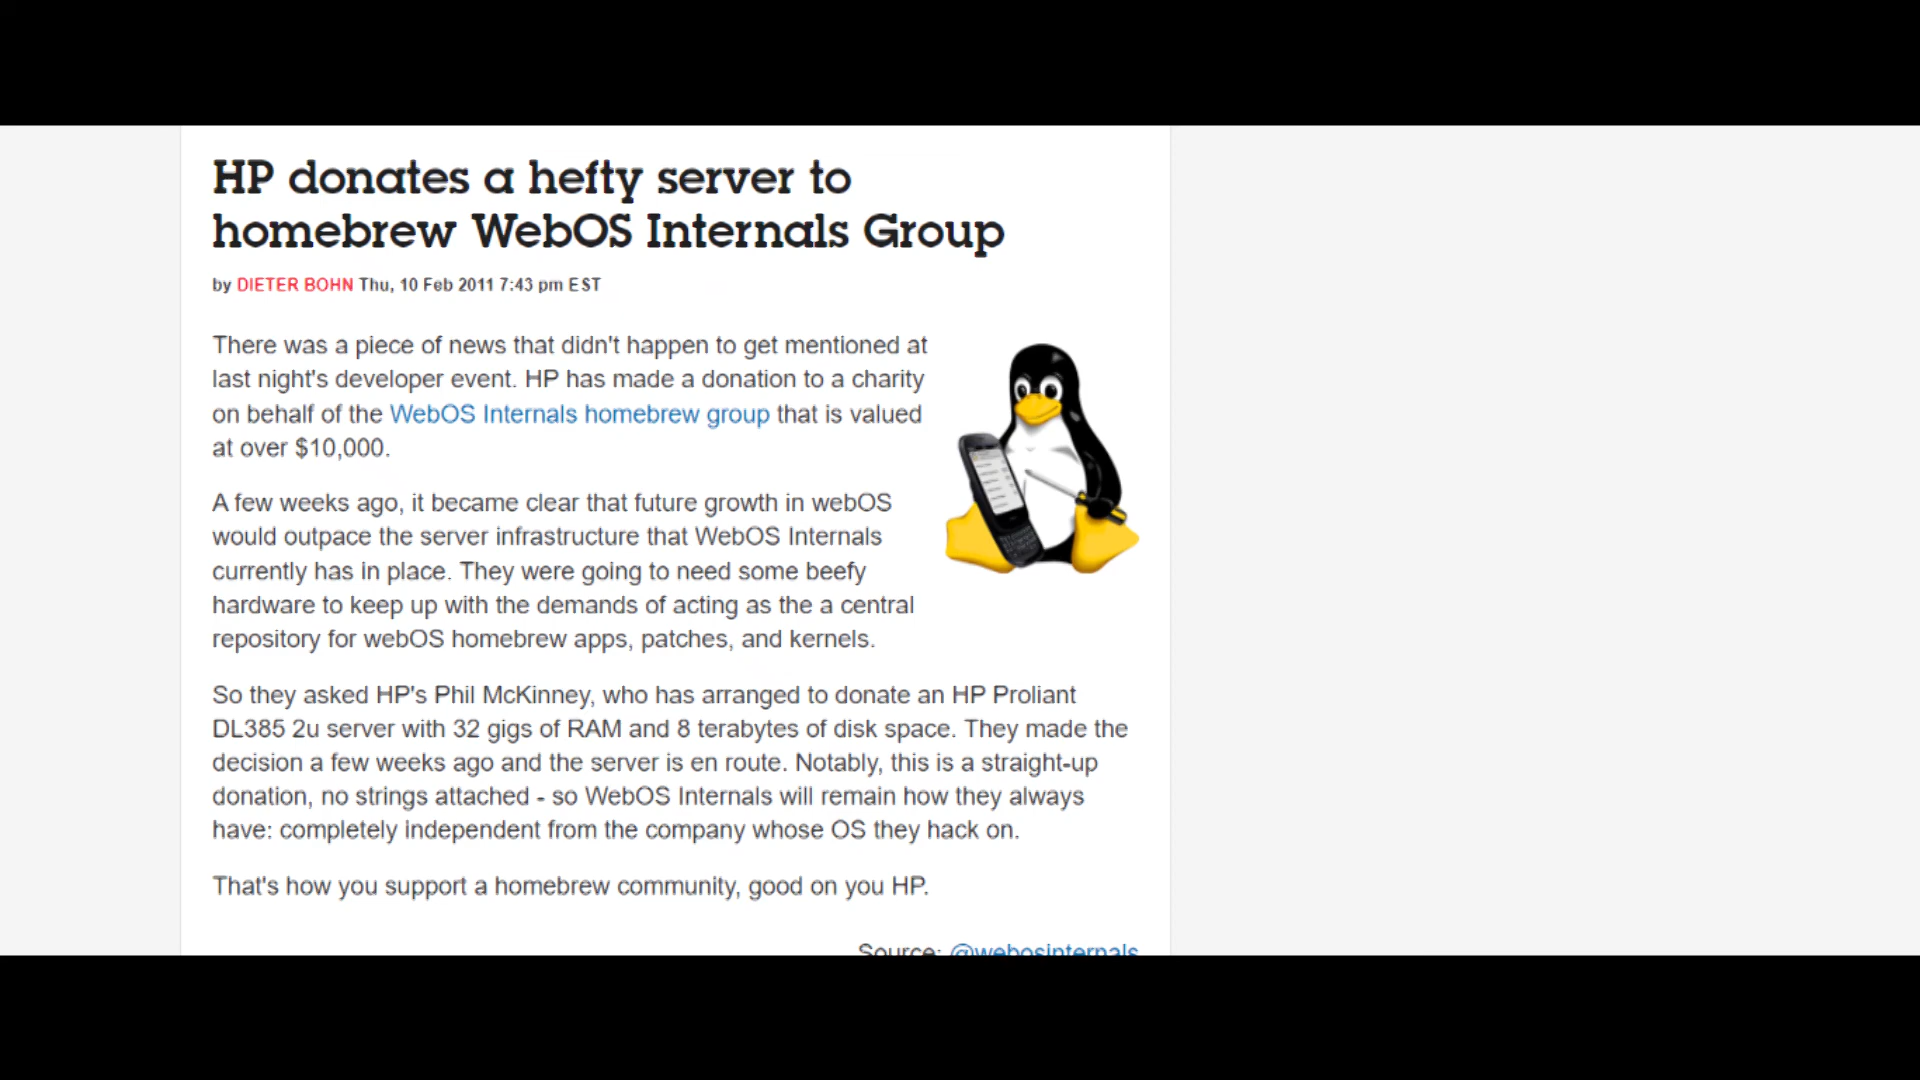 HP donates a hefty server to
homebrew WebOS Internals Group
by DIETER BOHN Thu, 10 Feb 2011 7:43 pm EST
There was a piece of news that didn't happen to get mentioned at
last night's developer event. HP has made a donation to a charity
on behalf of the WebOS Internals homebrew group that is valued
at over $10,000.
A few weeks ago, it became clear that future growth in webOS
would outpace the server infrastructure that WebOS Internals
currently has in place. They were going to need some beefy
hardware to keep up with the demands of acting as the a central
repository for webOS homebrew apps, patches, and kernels.
So they asked HP's Phil McKinney, who has arranged to donate an HP Proliant
DL385 2u server with 32 gigs of RAM and 8 terabytes of disk space. They made the
decision a few weeks ago and the server is en route. Notably, this is a straight-up
donation, no strings attached - so WebOS Internals will remain how they always
have: completely independent from the company whose OS they hack on.
That's how you support a homebrew community, good on you HP.
Source: @webosinternals